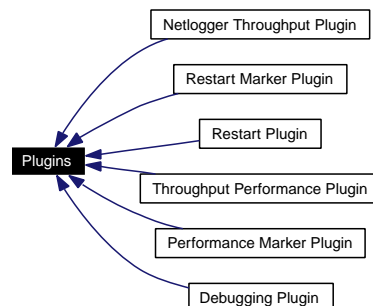 Netlogger Throughput Plugin
Restart Marker Plugin
Restart Plugin
Plugins
Throughput Performance Plugin
Performance Marker Plugin
Debugging Plugin